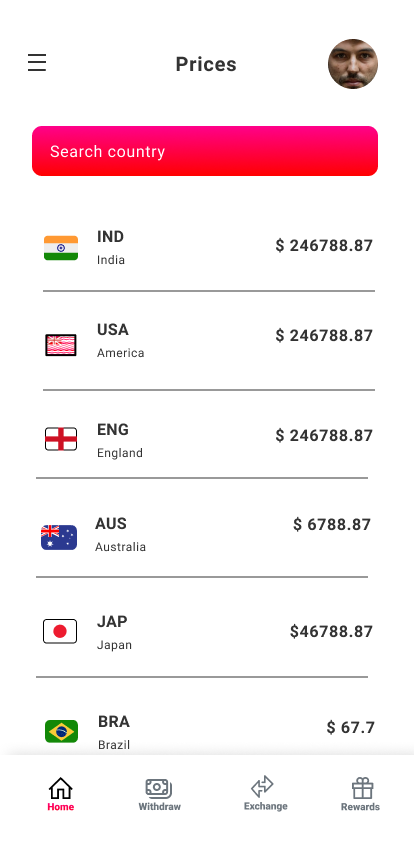 Prices
Search country
IND
India
$ 246788.87
USA
America
$ 246788.87
ENG
England
$ 246788.87
AUS
Australia
$ 6788.87
JAP
Japan
$46788.87
BRA
Brazil
$ 67.7
Home
Withdraw
Exchange
Rewards